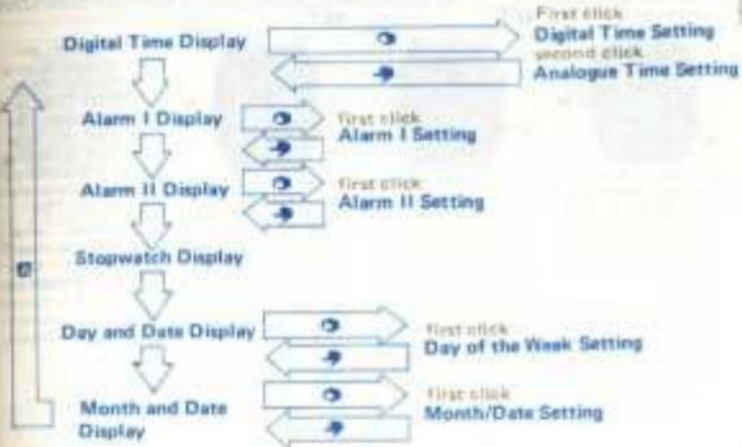 First click
Digital Time Display
Digital Time Setting
second click
Analogue Time Setting
Alarm I Display
first click
Alarm I Setting
Alarm II Display
first click
Alarm II Setting
Stopwatch Display
Day and Date Display
first click
Day of the Week Setting
Month and Date
Display
first click
Month/Date Setting